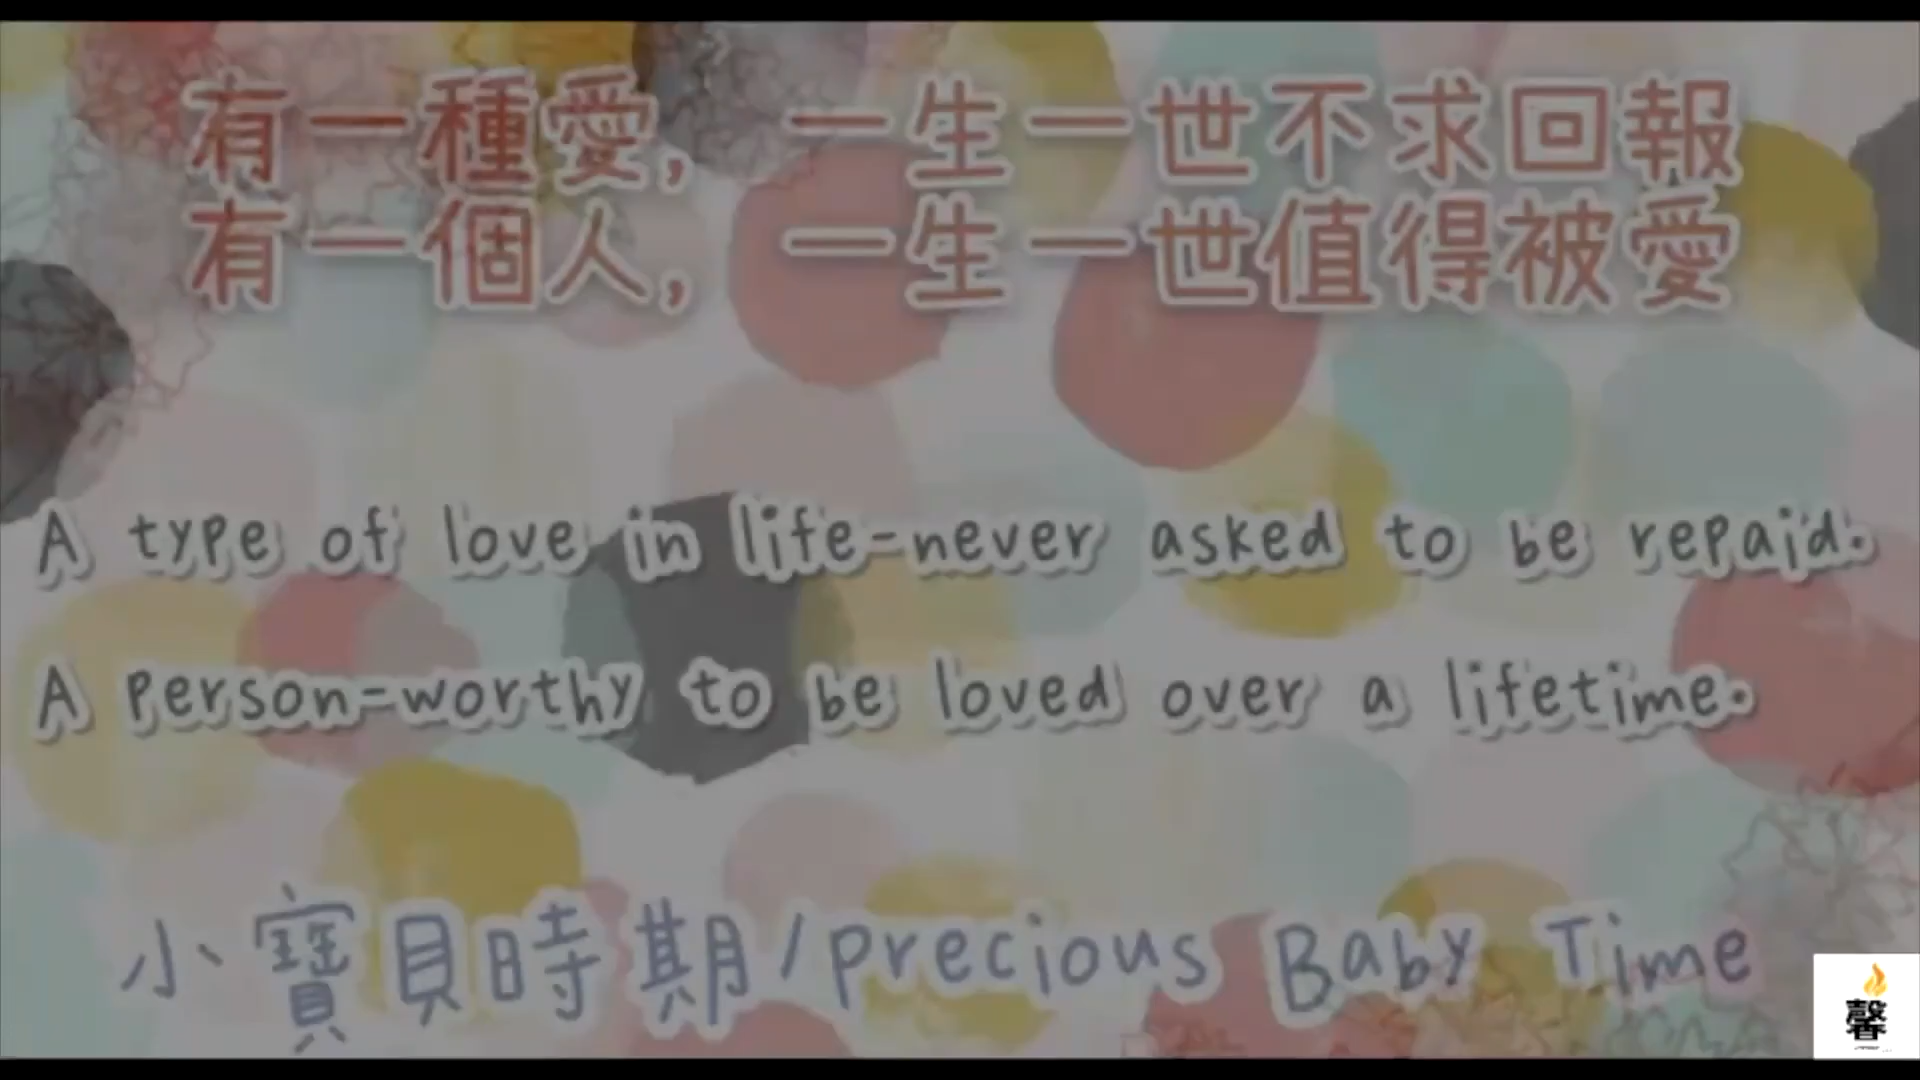 有一種愛, 一生一世不求回報
有一個人, 一生一世值得被愛
A type of love in life-never asked to be repaid.
A person-worthy to be loved over a lifetime.
小寶貝時期/precious Baby Time
馨